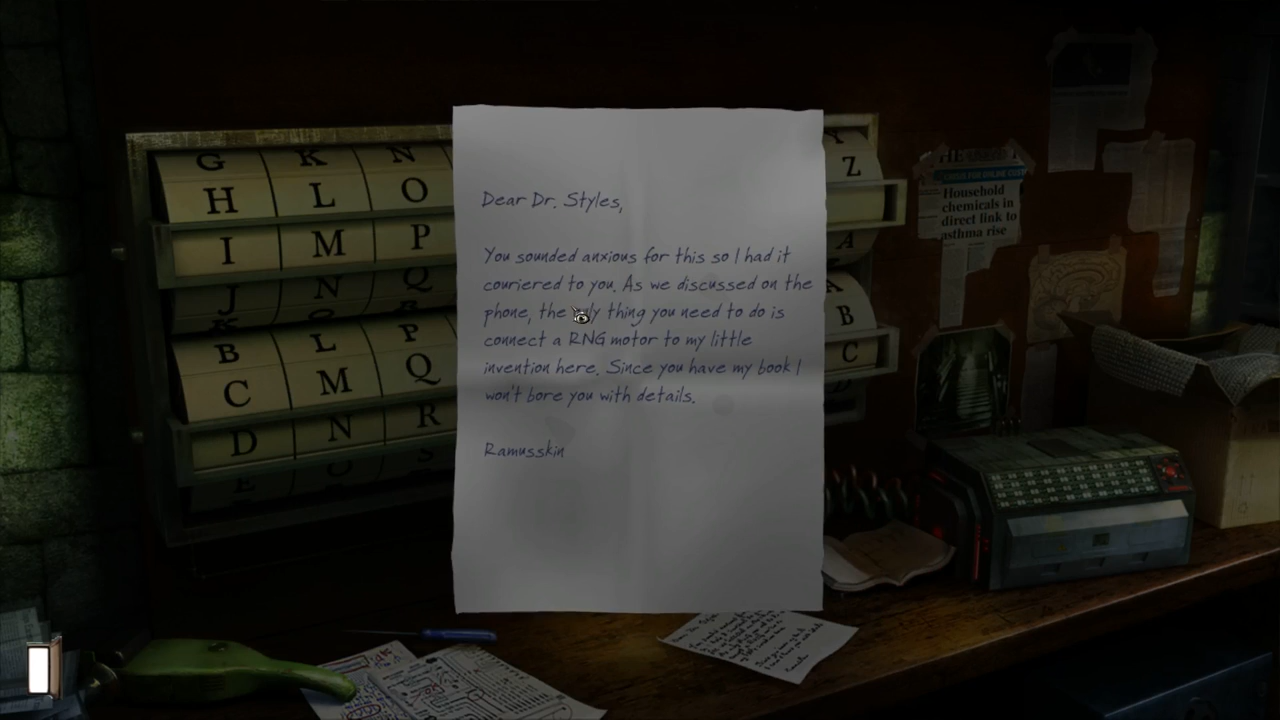 Dear Dr. Styles,
You sounded anxious for this so I had it
couriered to you. As we discussed on the
phone, the only thing you need to do is
connect a RNG motor to my little
invention here. Since you have my book I
won't bore you with details.
Ramusskin
G K N
H L O
I M P
J N Q
K
B L P
C M Q
D N R
E O S
Y
Z
A
A
B
C
D
Household
chemicals in
direct link to
asthma rise